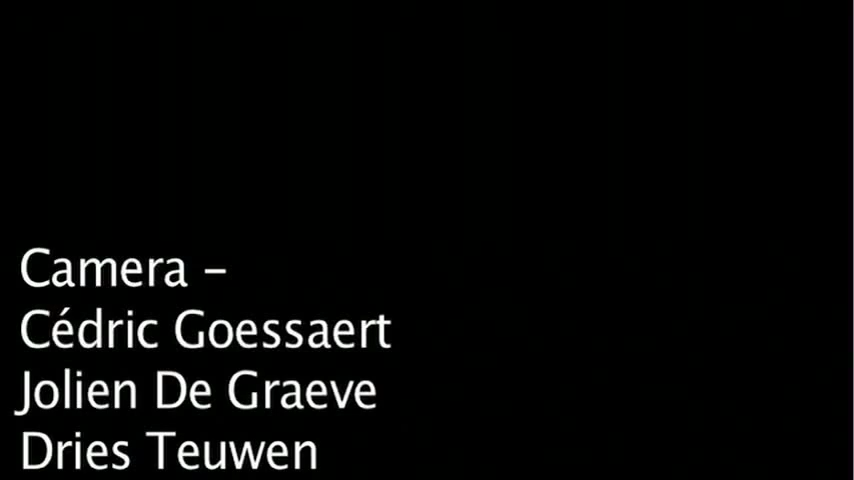 Camera –
Cédric Goessaert
Jolien De Graeve
Dries Teuwen